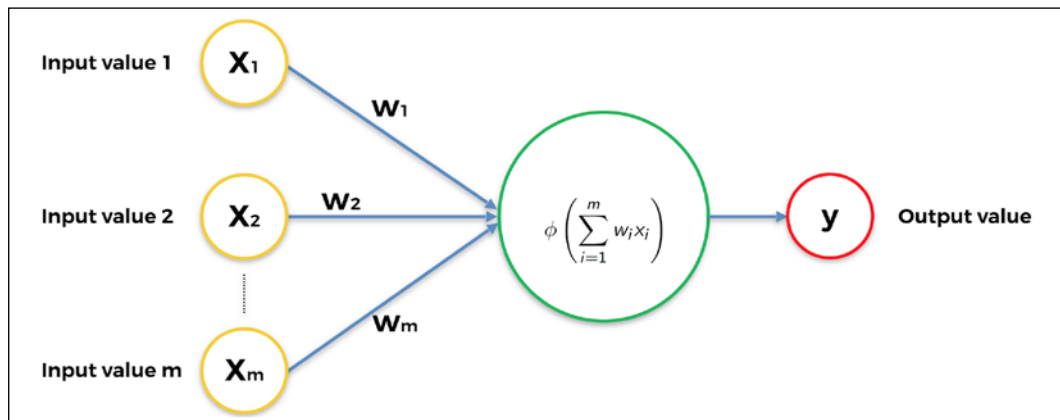 Input value 1 X₁
w₁
Input value 2 X₂ w₂
ϕ(∑ᵢ₌₁ᵐ wᵢxᵢ)
y Output value
wₘ
Input value m Xₘ